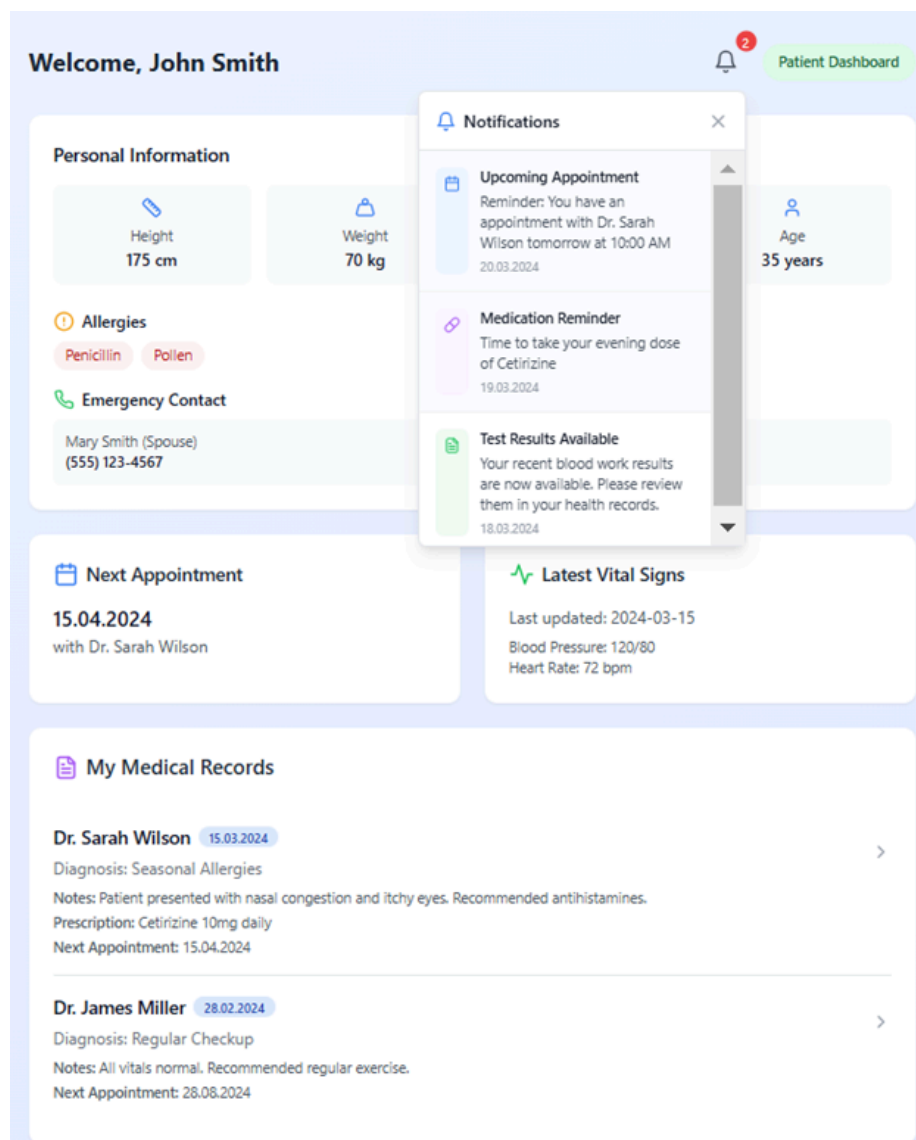 Welcome, John Smith
2
Patient Dashboard
Notifications
Upcoming Appointment
Reminder: You have an
appointment with Dr. Sarah
Wilson tomorrow at 10:00 AM
20.03.2024
Medication Reminder
Time to take your evening dose
of Cetirizine
19.03.2024
Test Results Available
Your recent blood work results
are now available. Please review
them in your health records.
18.03.2024
Personal Information
Height
175 cm
Weight
70 kg
Age
35 years
Allergies
Penicillin
Pollen
Emergency Contact
Mary Smith (Spouse)
(555) 123-4567
Next Appointment
15.04.2024
with Dr. Sarah Wilson
Latest Vital Signs
Last updated: 2024-03-15
Blood Pressure: 120/80
Heart Rate: 72 bpm
My Medical Records
Dr. Sarah Wilson 15.03.2024
Diagnosis: Seasonal Allergies
Notes: Patient presented with nasal congestion and itchy eyes. Recommended antihistamines.
Prescription: Cetirizine 10mg daily
Next Appointment: 15.04.2024
Dr. James Miller 28.02.2024
Diagnosis: Regular Checkup
Notes: All vitals normal. Recommended regular exercise.
Next Appointment: 28.08.2024